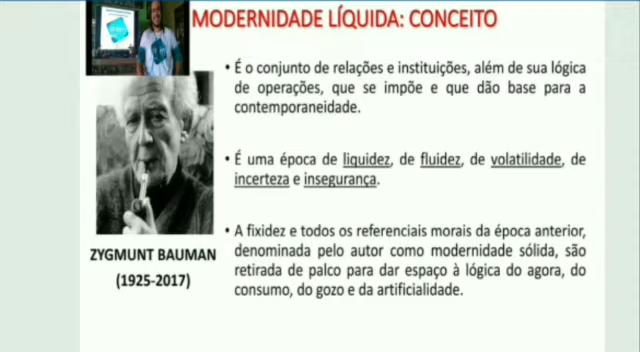 MODERNIDADE LÍQUIDA: CONCEITO
• É o conjunto de relações e instituições, além de sua lógica
de operações, que se impõe e que dão base para a
contemporaneidade.
• É uma época de liquidez, de fluidez, de volatilidade, de
incerteza e insegurança.
• A fixidez e todos os referenciais morais da época anterior,
denominada pelo autor como modernidade sólida, são
retirada de palco para dar espaço à lógica do agora, do
consumo, do gozo e da artificialidade.
ZYGMUNT BAUMAN
(1925-2017)